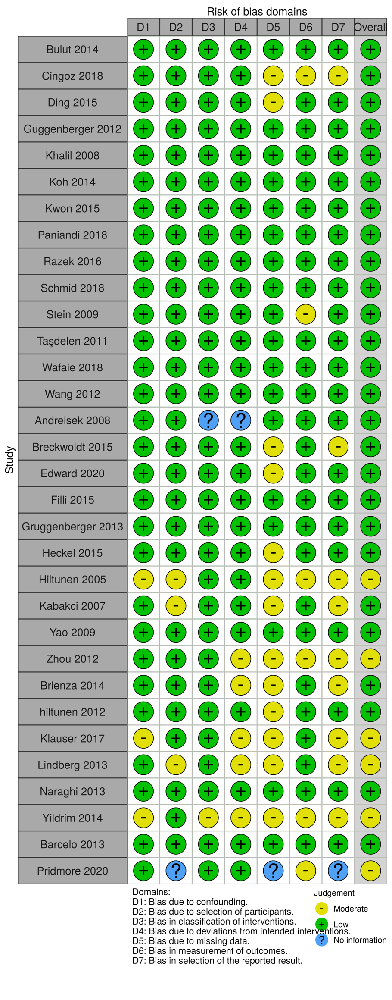 Risk of bias domains
D1 D2 D3 D4 D5 D6 D7 Overall
Study
Bulut 2014 + + + + + + + +
Cingoz 2018 + + + + - - - +
Ding 2015 + + + + - + + +
Guggenberger 2012 + + + + + + + +
Khalil 2008 + + + + + + + +
Koh 2014 + + + + + + + +
Kwon 2015 + + + + + + + +
Paniandi 2018 + + + + + + + +
Razek 2016 + + + + + + + +
Schmid 2018 + + + + + + + +
Stein 2009 + + + + + - + +
Taşdelen 2011 + + + + + + + +
Wafaie 2018 + + + + + + + +
Wang 2012 + + + + + + + +
Andreisek 2008 + + ? ? + + + +
Breckwoldt 2015 + + + + - + - +
Edward 2020 + + + + - + + +
Filli 2015 + + + + + + + +
Gruggenberger 2013 + + + + + + + +
Heckel 2015 + + + + - + + +
Hiltunen 2005 - - + + - - - -
Kabakci 2007 + - + + - + - +
Yao 2009 + + + + + + + +
Zhou 2012 + + + - - - - -
Brienza 2014 + + + - - + - +
hiltunen 2012 + + + + - + + +
Klauser 2017 - + + - - + - -
Lindberg 2013 + - + - - + - -
Naraghi 2013 + + + + + + + +
Yildrim 2014 - + - - - - - -
Barcelo 2013 + + + + + + + +
Pridmore 2020 + ? + + ? - ? -
Domains:
D1: Bias due to confounding.
D2: Bias due to selection of participants.
D3: Bias in classification of interventions.
D4: Bias due to deviations from intended interventions.
D5: Bias due to missing data.
D6: Bias in measurement of outcomes.
D7: Bias in selection of the reported result.
Judgement
- Moderate
+ Low
? No information